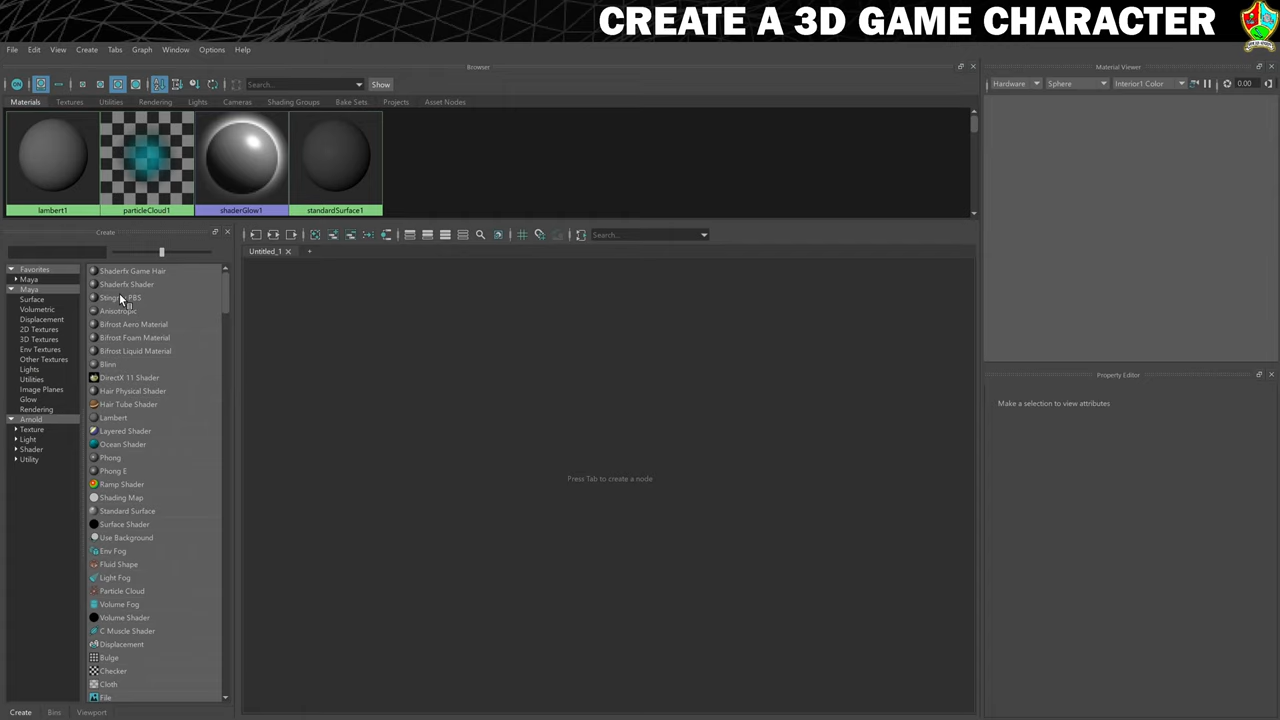 CREATE A 3D GAME CHARACTER
File Edit View Create Tabs Graph Window Options Help
Browser
Material Viewer
ON Search... Show
Hardware Sphere Interior1 Color 0.00
Materials Textures Utilities Rendering Lights Cameras Shading Groups Bake Sets Projects Asset Nodes
lambert1 particleCloud1 shaderGlow1 standardSurface1
Create
Search...
Untitled_1 +
Favorites
Maya
Maya
Surface
Volumetric
Displacement
2D Textures
3D Textures
Env Textures
Other Textures
Lights
Utilities
Image Planes
Glow
Rendering
Arnold
Texture
Light
Shader
Utility
Shaderfx Game Hair
Shaderfx Shader
PBS
Anisotropic
Bifrost Aero Material
Bifrost Foam Material
Bifrost Liquid Material
Blinn
DirectX 11 Shader
Hair Physical Shader
Hair Tube Shader
Lambert
Layered Shader
Ocean Shader
Phong
Phong E
Ramp Shader
Shading Map
Standard Surface
Surface Shader
Use Background
Env Fog
Fluid Shape
Light Fog
Particle Cloud
Volume Fog
Volume Shader
C Muscle Shader
Displacement
Bulge
Checker
Cloth
File
Press Tab to create a node
Property Editor
Make a selection to view attributes
Create Bins Viewport